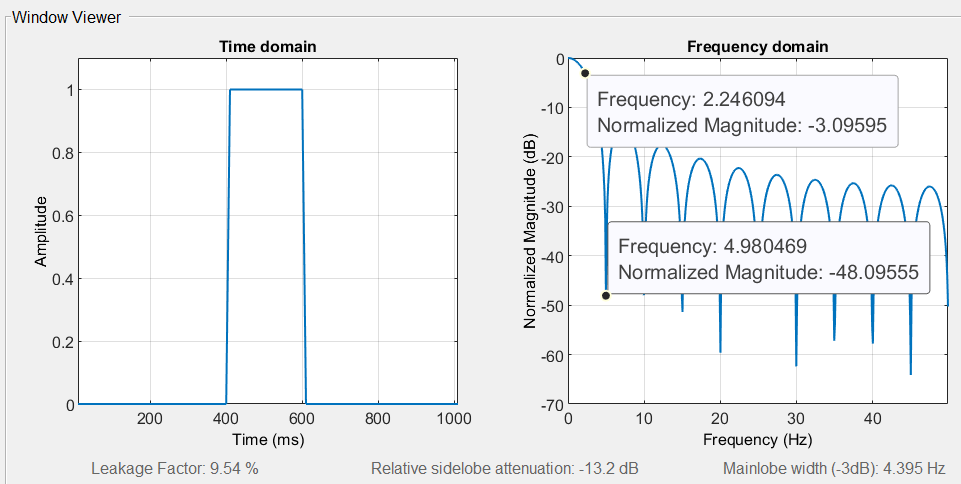 Window Viewer
Time domain
Amplitude
1
0.8
0.6
0.4
0.2
0
200
400
600
800
1000
Time (ms)
Frequency domain
Normalized Magnitude (dB)
0
-10
-20
-30
-40
-50
-60
-70
Frequency: 2.246094
Normalized Magnitude: -3.09595
Frequency: 4.980469
Normalized Magnitude: -48.09555
0
10
20
30
40
Frequency (Hz)
Leakage Factor: 9.54 %
Relative sidelobe attenuation: -13.2 dB
Mainlobe width (-3dB): 4.395 Hz